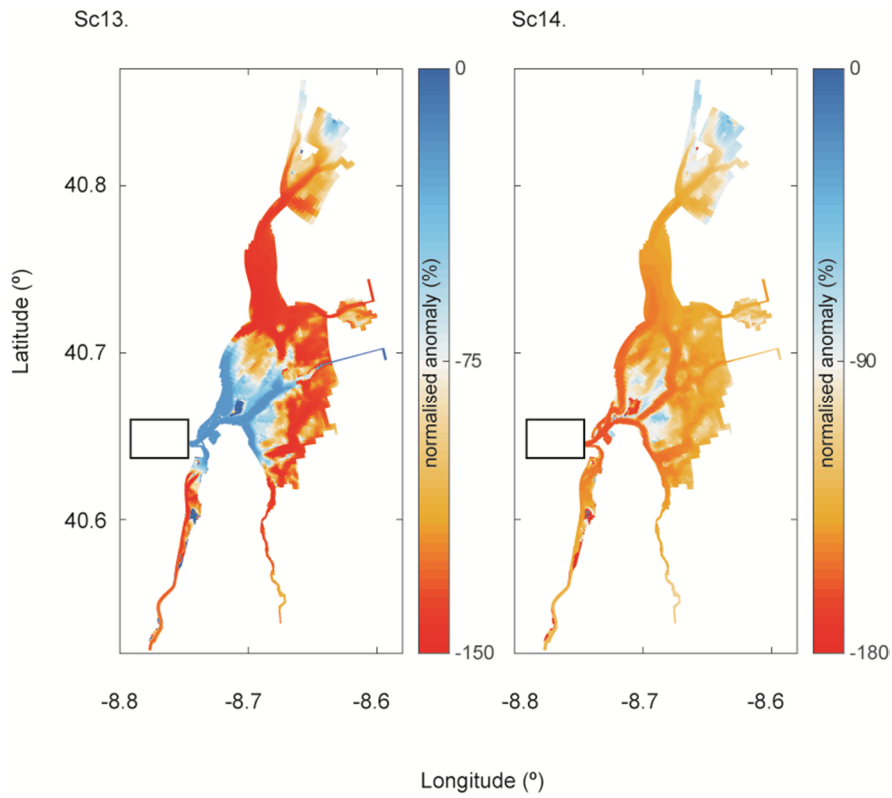 Sc13.
Sc14.
0
0
40.8
normalised anomaly (%)
normalised anomaly (%)
Latitude (º)
40.7
-75
-90
40.6
-150
-1800
-8.8
-8.7
-8.6
-8.8
-8.7
-8.6
Longitude (º)